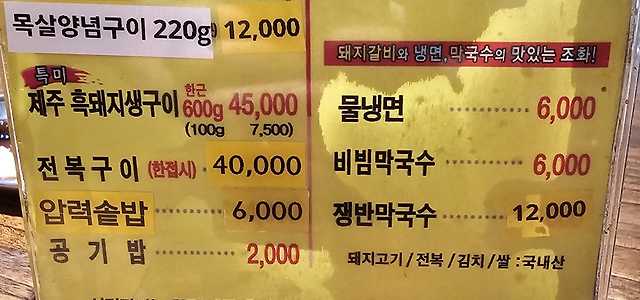 목살양념구이 220g 12,000
특미
제주 흑돼지생구이 한근 600g 45,000
(100g 7,500)
전복구이 (한접시) 40,000
압력솥밥 6,000
공기밥 2,000
돼지갈비와 냉면, 막국수의 맛있는 조화!
물냉면 6,000
비빔막국수 6,000
쟁반막국수 12,000
돼지고기 / 전복 / 김치 / 쌀 : 국내산